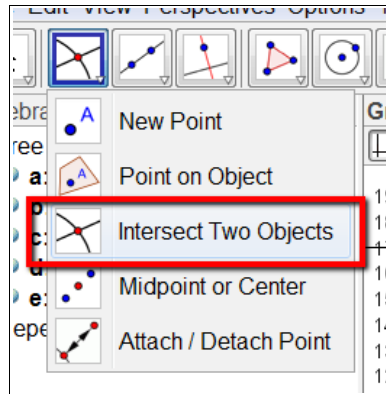 Edit View Perspectives Options
New Point
Point on Object
Intersect Two Objects
Midpoint or Center
Attach / Detach Point